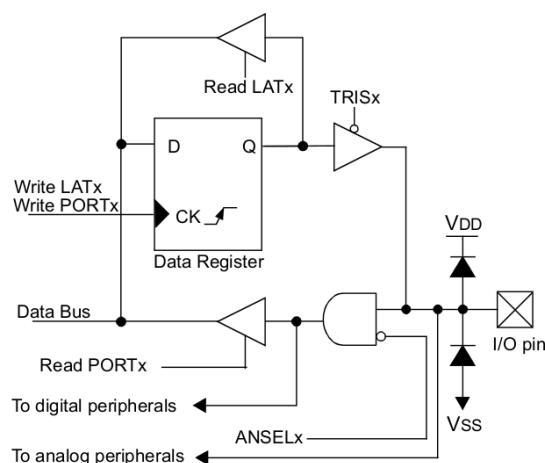 Read LATx
TRISx
D
Q
Write LATx
Write PORTx
CK
Data Register
VDD
Data Bus
I/O pin
Read PORTx
To digital peripherals
VSS
ANSELx
To analog peripherals